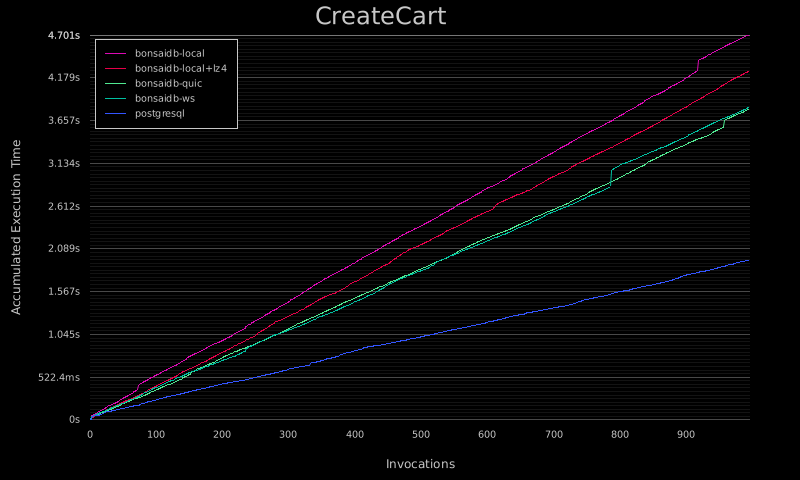 CreateCart
4.701s
4.179s
3.657s
3.134s
2.612s
2.089s
1.567s
1.045s
522.4ms
0s
Accumulated Execution Time
bonsaidb-local
bonsaidb-local+lz4
bonsaidb-quic
bonsaidb-ws
postgresql
0 100 200 300 400 500 600 700 800 900
Invocations